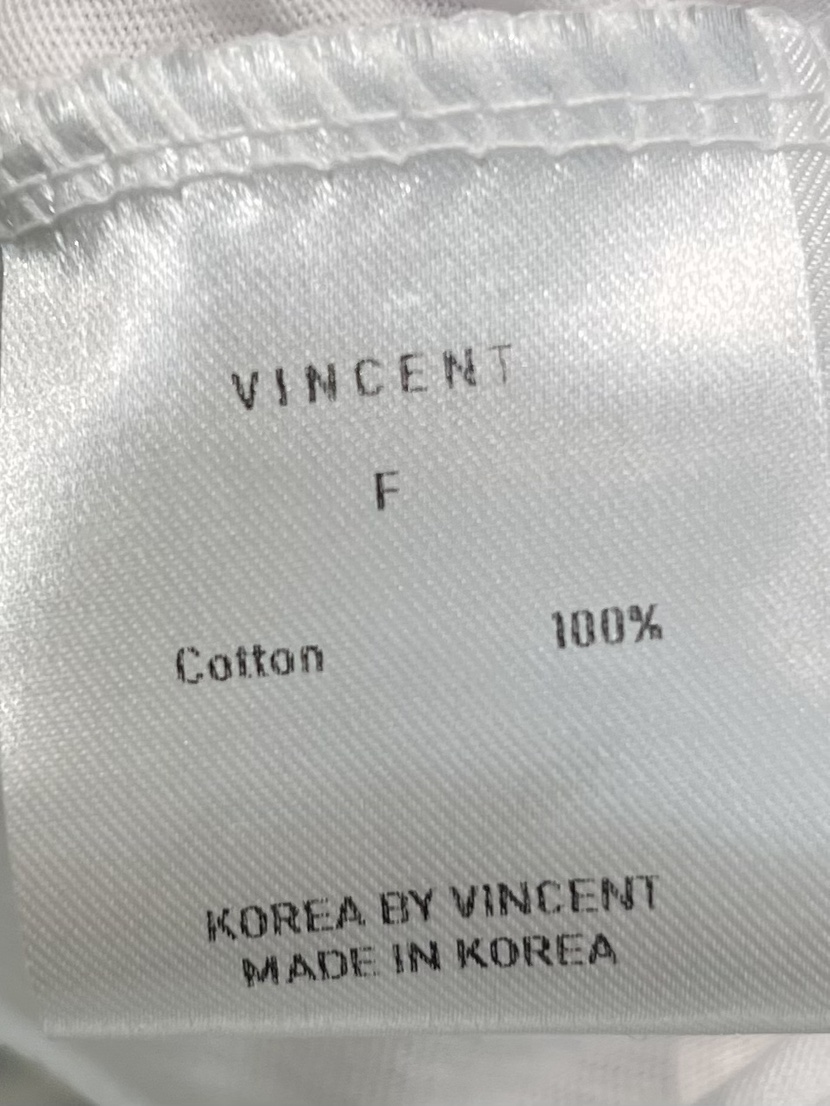 VINCENT
F
Cotton 100%
KOREA BY VINCENT
MADE IN KOREA